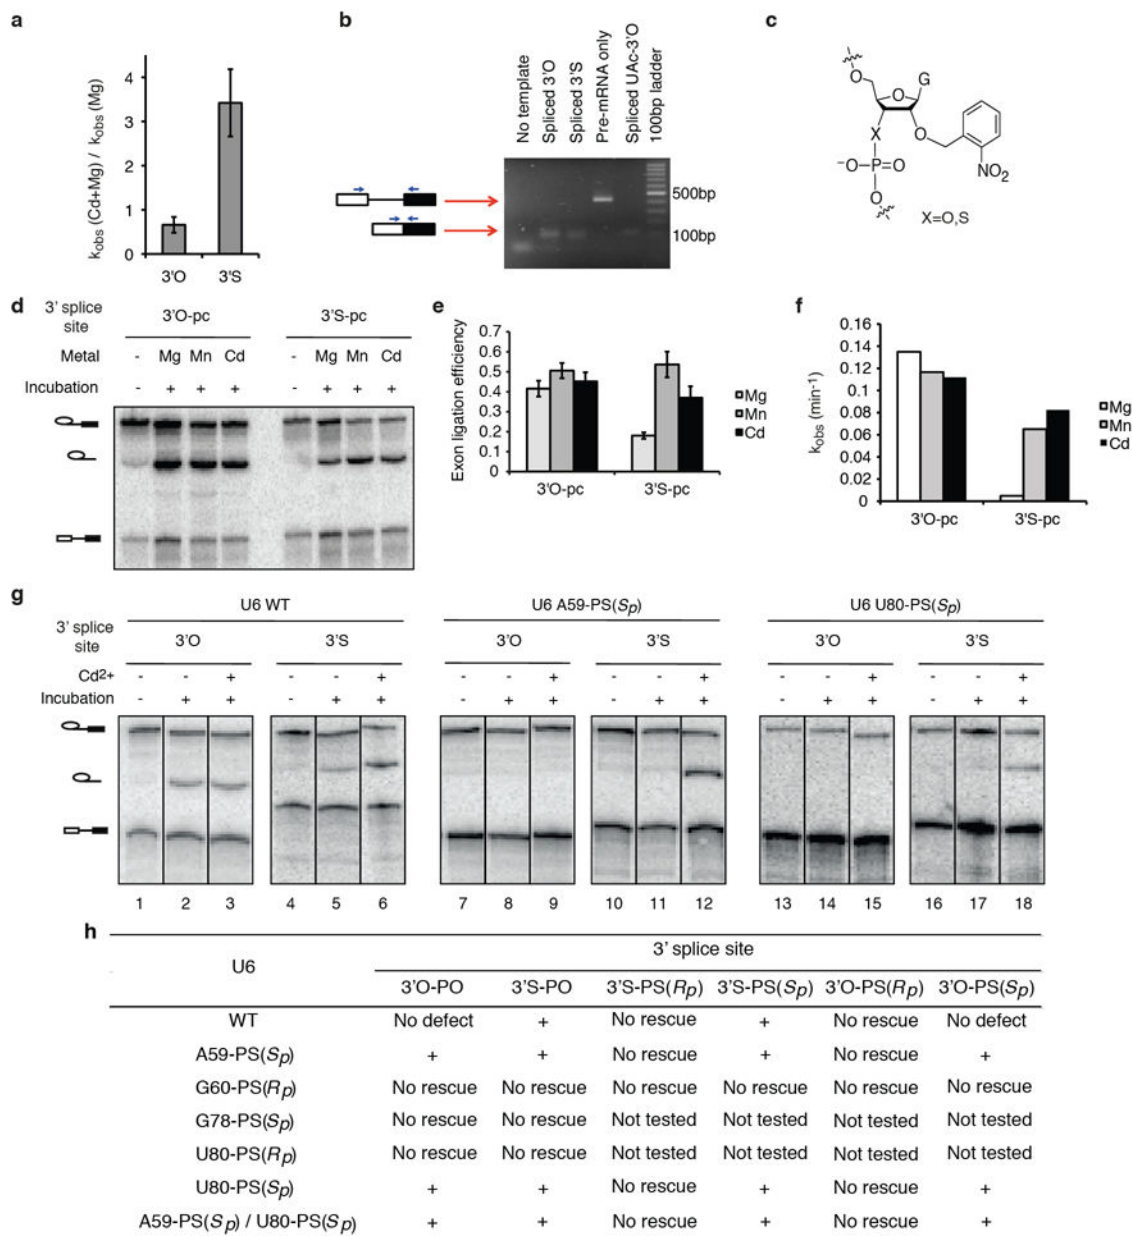 a
k_obs (Cd+Mg) / k_obs (Mg)
4
3
2
1
0
3'O
3'S
b
No template
Spliced 3'O
Spliced 3'S
Pre-mRNA only
Spliced UAc-3'O
100bp ladder
500bp
100bp
c
O
O
G
X
O
-O-P=O
O
NO2
X=O,S
d
3' splice site
3'O-pc
3'S-pc
Metal
- Mg Mn Cd - Mg Mn Cd
Incubation
- + + + - + + +
e
Exon ligation efficiency
0.7
0.6
0.5
0.4
0.3
0.2
0.1
0
3'O-pc
3'S-pc
Mg
Mn
Cd
f
k_obs (min-1)
0.16
0.14
0.12
0.1
0.08
0.06
0.04
0.02
0
3'O-pc
3'S-pc
Mg
Mn
Cd
g
U6 WT
U6 A59-PS(Sp)
U6 U80-PS(Sp)
3' splice site
3'O 3'S 3'O 3'S 3'O 3'S
Cd2+ - - + - - + - - + - - + - - + - - +
Incubation - + + - + + - + + - + + - + + - + +
1 2 3 4 5 6 7 8 9 10 11 12 13 14 15 16 17 18
h
U6
3' splice site
3'O-PO 3'S-PO 3'S-PS(Rp) 3'S-PS(Sp) 3'O-PS(Rp) 3'O-PS(Sp)
WT No defect + No rescue + No rescue No defect
A59-PS(Sp) + + No rescue + No rescue +
G60-PS(Rp) No rescue No rescue No rescue No rescue No rescue No rescue
G78-PS(Sp) No rescue No rescue Not tested Not tested Not tested Not tested
U80-PS(Rp) No rescue No rescue Not tested Not tested Not tested Not tested
U80-PS(Sp) + + No rescue + No rescue +
A59-PS(Sp) / U80-PS(Sp) + + No rescue + No rescue +